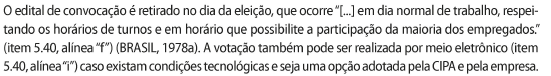 O edital de convocação é retirado no dia da eleição, que ocorre “[...] em dia normal de trabalho, respei-
tando os horários de turnos e em horário que possibilite a participação da maioria dos empregados.”
(item 5.40, alínea “f”) (BRASIL, 1978a). A votação também pode ser realizada por meio eletrônico (item
5.40, alínea “i”) caso existam condições tecnológicas e seja uma opção adotada pela CIPA e pela empresa.